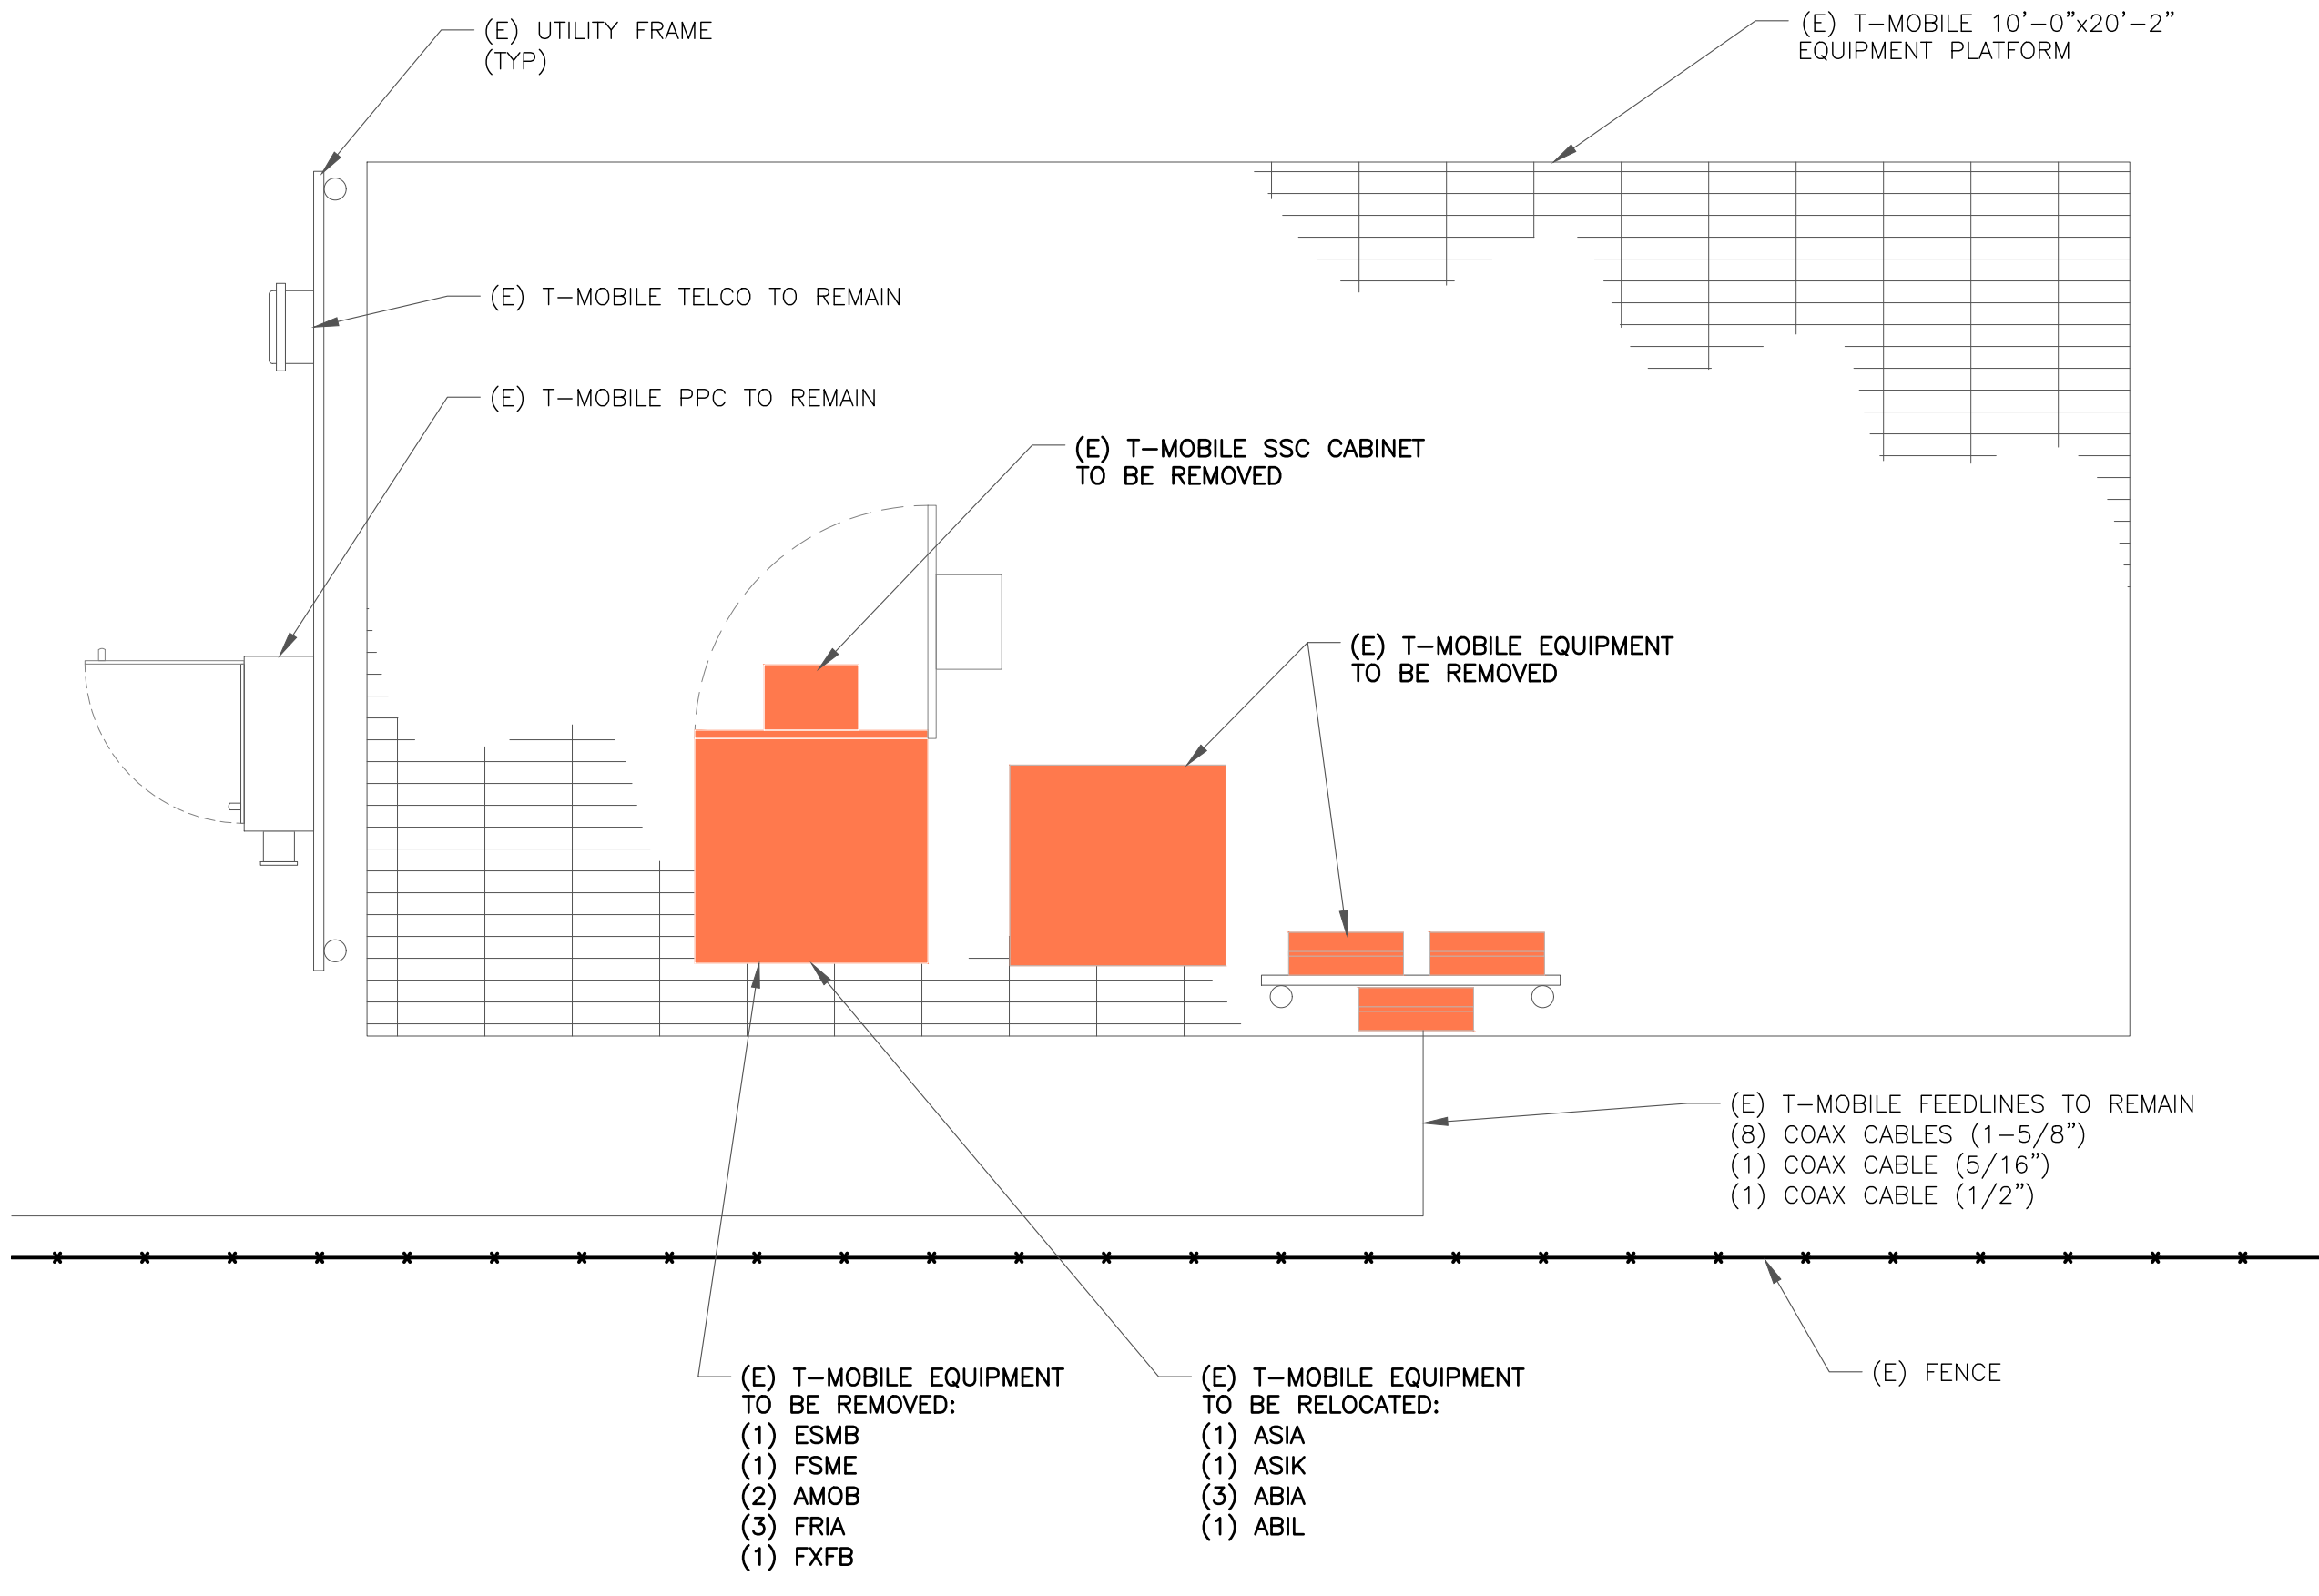 (E) UTILITY FRAME
(TYP)
(E) T-MOBILE 10'-0"x20'-2"
EQUIPMENT PLATFORM
(E) T-MOBILE TELCO TO REMAIN
(E) T-MOBILE PPC TO REMAIN
(E) T-MOBILE SSC CABINET
TO BE REMOVED
(E) T-MOBILE EQUIPMENT
TO BE REMOVED
(E) T-MOBILE FEEDLINES TO REMAIN
(8) COAX CABLES (1-5/8")
(1) COAX CABLE (5/16")
(1) COAX CABLE (1/2")
(E) FENCE
(E) T-MOBILE EQUIPMENT
TO BE REMOVED:
(1) ESMB
(1) FSME
(2) AMOB
(3) FRIA
(1) FXFB
(E) T-MOBILE EQUIPMENT
TO BE RELOCATED:
(1) ASIA
(1) ASIK
(3) ABIA
(1) ABIL